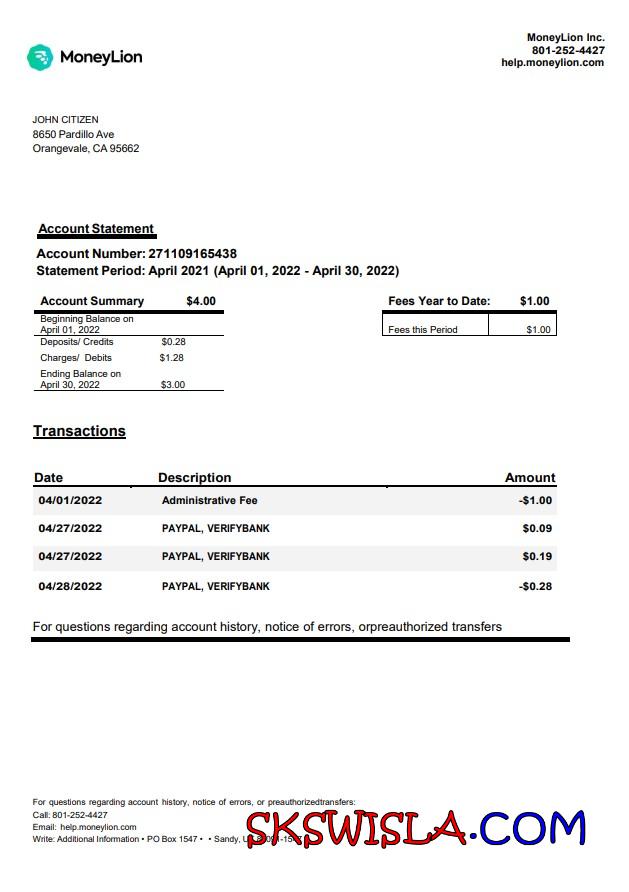 MoneyLion Inc.
801-252-4427
help.moneylion.com
MoneyLion
JOHN CITIZEN
8650 Pardillo Ave
Orangevale, CA 95662
Account Statement
Account Number: 271109165438
Statement Period: April 2021 (April 01, 2022 - April 30, 2022)
Account Summary $4.00
Beginning Balance on
April 01, 2022
Deposits/ Credits $0.28
Charges/ Debits $1.28
Ending Balance on
April 30, 2022 $3.00
Fees Year to Date: $1.00
Fees this Period $1.00
Transactions
Date Description Amount
04/01/2022 Administrative Fee -$1.00
04/27/2022 PAYPAL, VERIFYBANK $0.09
04/27/2022 PAYPAL, VERIFYBANK $0.19
04/28/2022 PAYPAL, VERIFYBANK -$0.28
For questions regarding account history, notice of errors, orpreauthorized transfers
For questions regarding account history, notice of errors, or preauthorizedtransfers:
Call: 801-252-4427
Email: help.moneylion.com
Write: Additional Information • PO Box 1547 • • Sandy,
SKSWISLA.COM